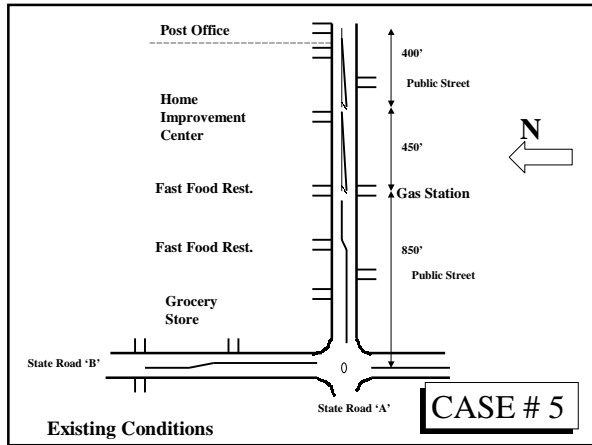 Post Office
400’
Public Street
Home
Improvement
Center
N
450’
Fast Food Rest.
Gas Station
Fast Food Rest.
850’
Public Street
Grocery
Store
State Road ‘B’
State Road ‘A’
CASE # 5
Existing Conditions